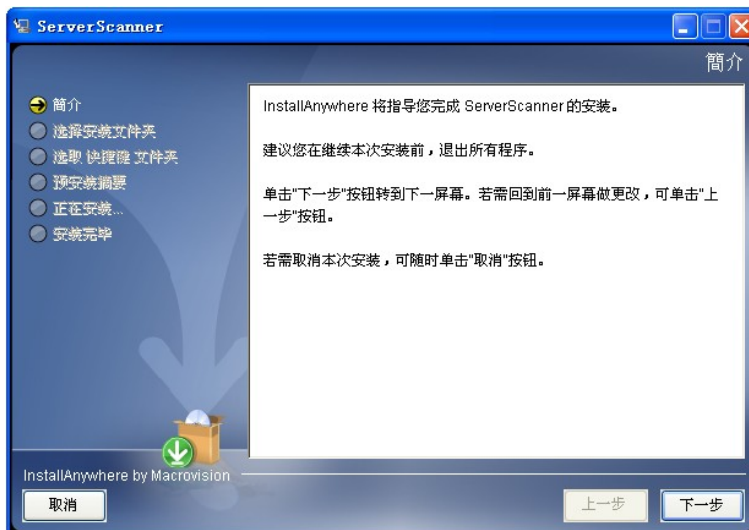 ServerScanner
簡介
簡介
选择安装文件夹
选取 快捷键 文件夹
预安装摘要
正在安装...
安装完毕
InstallAnywhere 将指导您完成 ServerScanner 的安装。
建议您在继续本次安装前，退出所有程序。
单击"下一步"按钮转到下一屏幕。若需回到前一屏幕做更改，可单击"上
一步"按钮。
若需取消本次安装，可随时单击"取消"按钮。
InstallAnywhere by Macrovision
取消
上一步
下一步